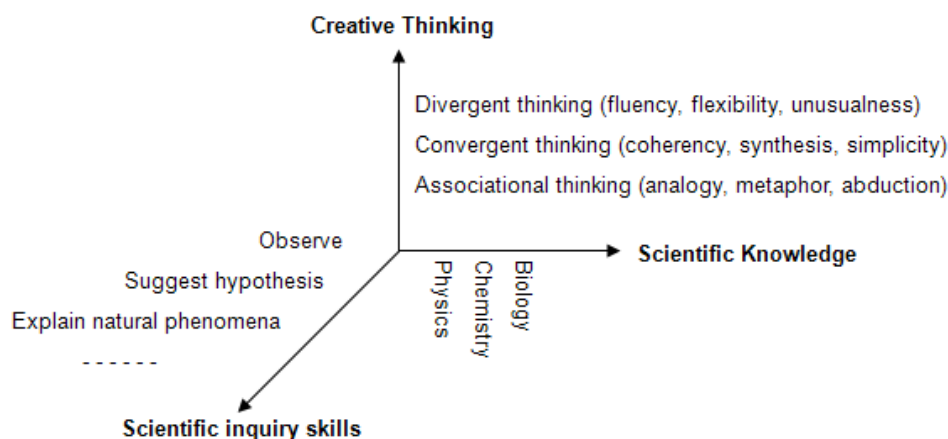 Creative Thinking
Divergent thinking (fluency, flexibility, unusualness)
Convergent thinking (coherency, synthesis, simplicity)
Associational thinking (analogy, metaphor, abduction)
Observe
Scientific Knowledge
Suggest hypothesis
Physics
Chemistry
Biology
Explain natural phenomena
- - - - - -
Scientific inquiry skills